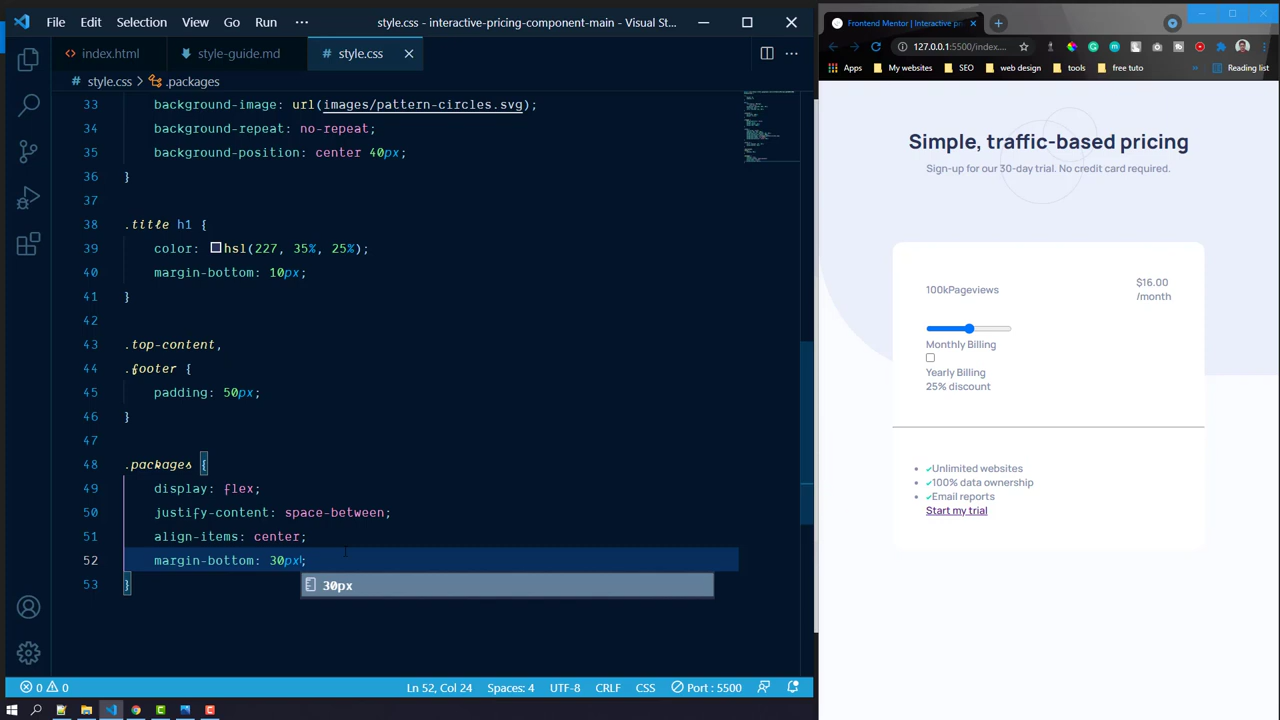 File Edit Selection View Go Run ··· style.css - interactive-pricing-component-main - Visual S...
index.html style-guide.md # style.css
# style.css > .packages
33 background-image: url(images/pattern-circles.svg);
34 background-repeat: no-repeat;
35 background-position: center 40px;
36 }
37
38 .title h1 {
39 color: hsl(227, 35%, 25%);
40 margin-bottom: 10px;
41 }
42
43 .top-content,
44 .footer {
45 padding: 50px;
46 }
47
48 .packages {
49 display: flex;
50 justify-content: space-between;
51 align-items: center;
52 margin-bottom: 30px;
30px
53 }
0 0 Ln 52, Col 24 Spaces: 4 UTF-8 CRLF CSS Port : 5500
Frontend Mentor | Interactive pr
127.0.0.1:5500/index....
Apps My websites SEO web design tools free tuto » Reading list
Simple, traffic-based pricing
Sign-up for our 30-day trial. No credit card required.
100kPageviews
$16.00
/month
Monthly Billing
Yearly Billing
25% discount
✔Unlimited websites
✔100% data ownership
✔Email reports
Start my trial